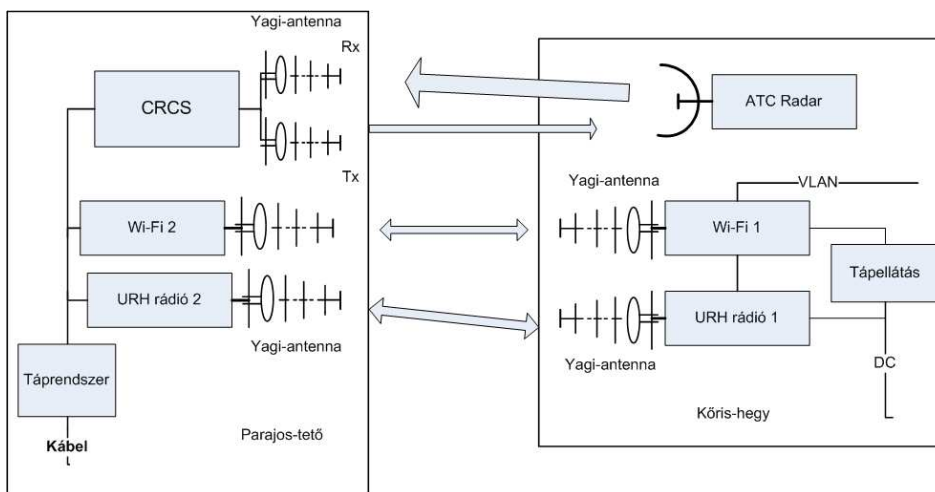 Yagi-antenna
Rx
CRCS
Tx
Wi-Fi 2
URH rádió 2
Yagi-antenna
Táprendszer
Kábel
Parajos-tető
ATC Radar
Yagi-antenna
VLAN
Wi-Fi 1
Tápellátás
URH rádió 1
Yagi-antenna
DC
Kőris-hegy